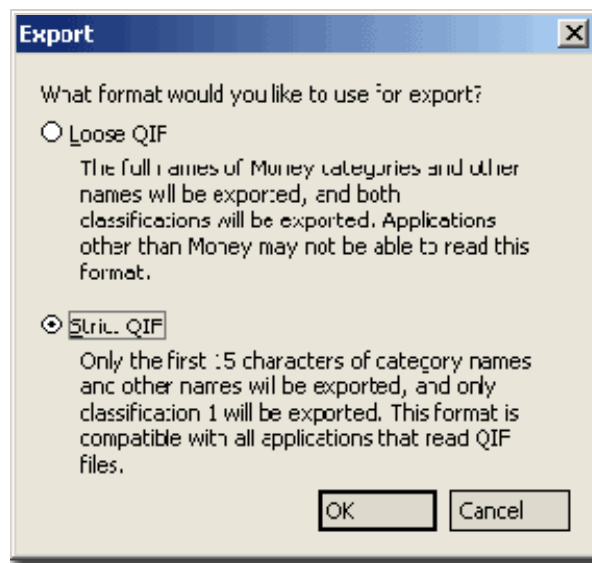 Export
What format would you like to use for export?
Loose QIF
The full names of Money categories and other
names will be exported, and both
classifications will be exported. Applications
other than Money may not be able to read this
format.
Strict QIF
Only the first 15 characters of category names
and other names will be exported, and only
classification 1 will be exported. This format is
compatible with all applications that read QIF
files.
OK
Cancel